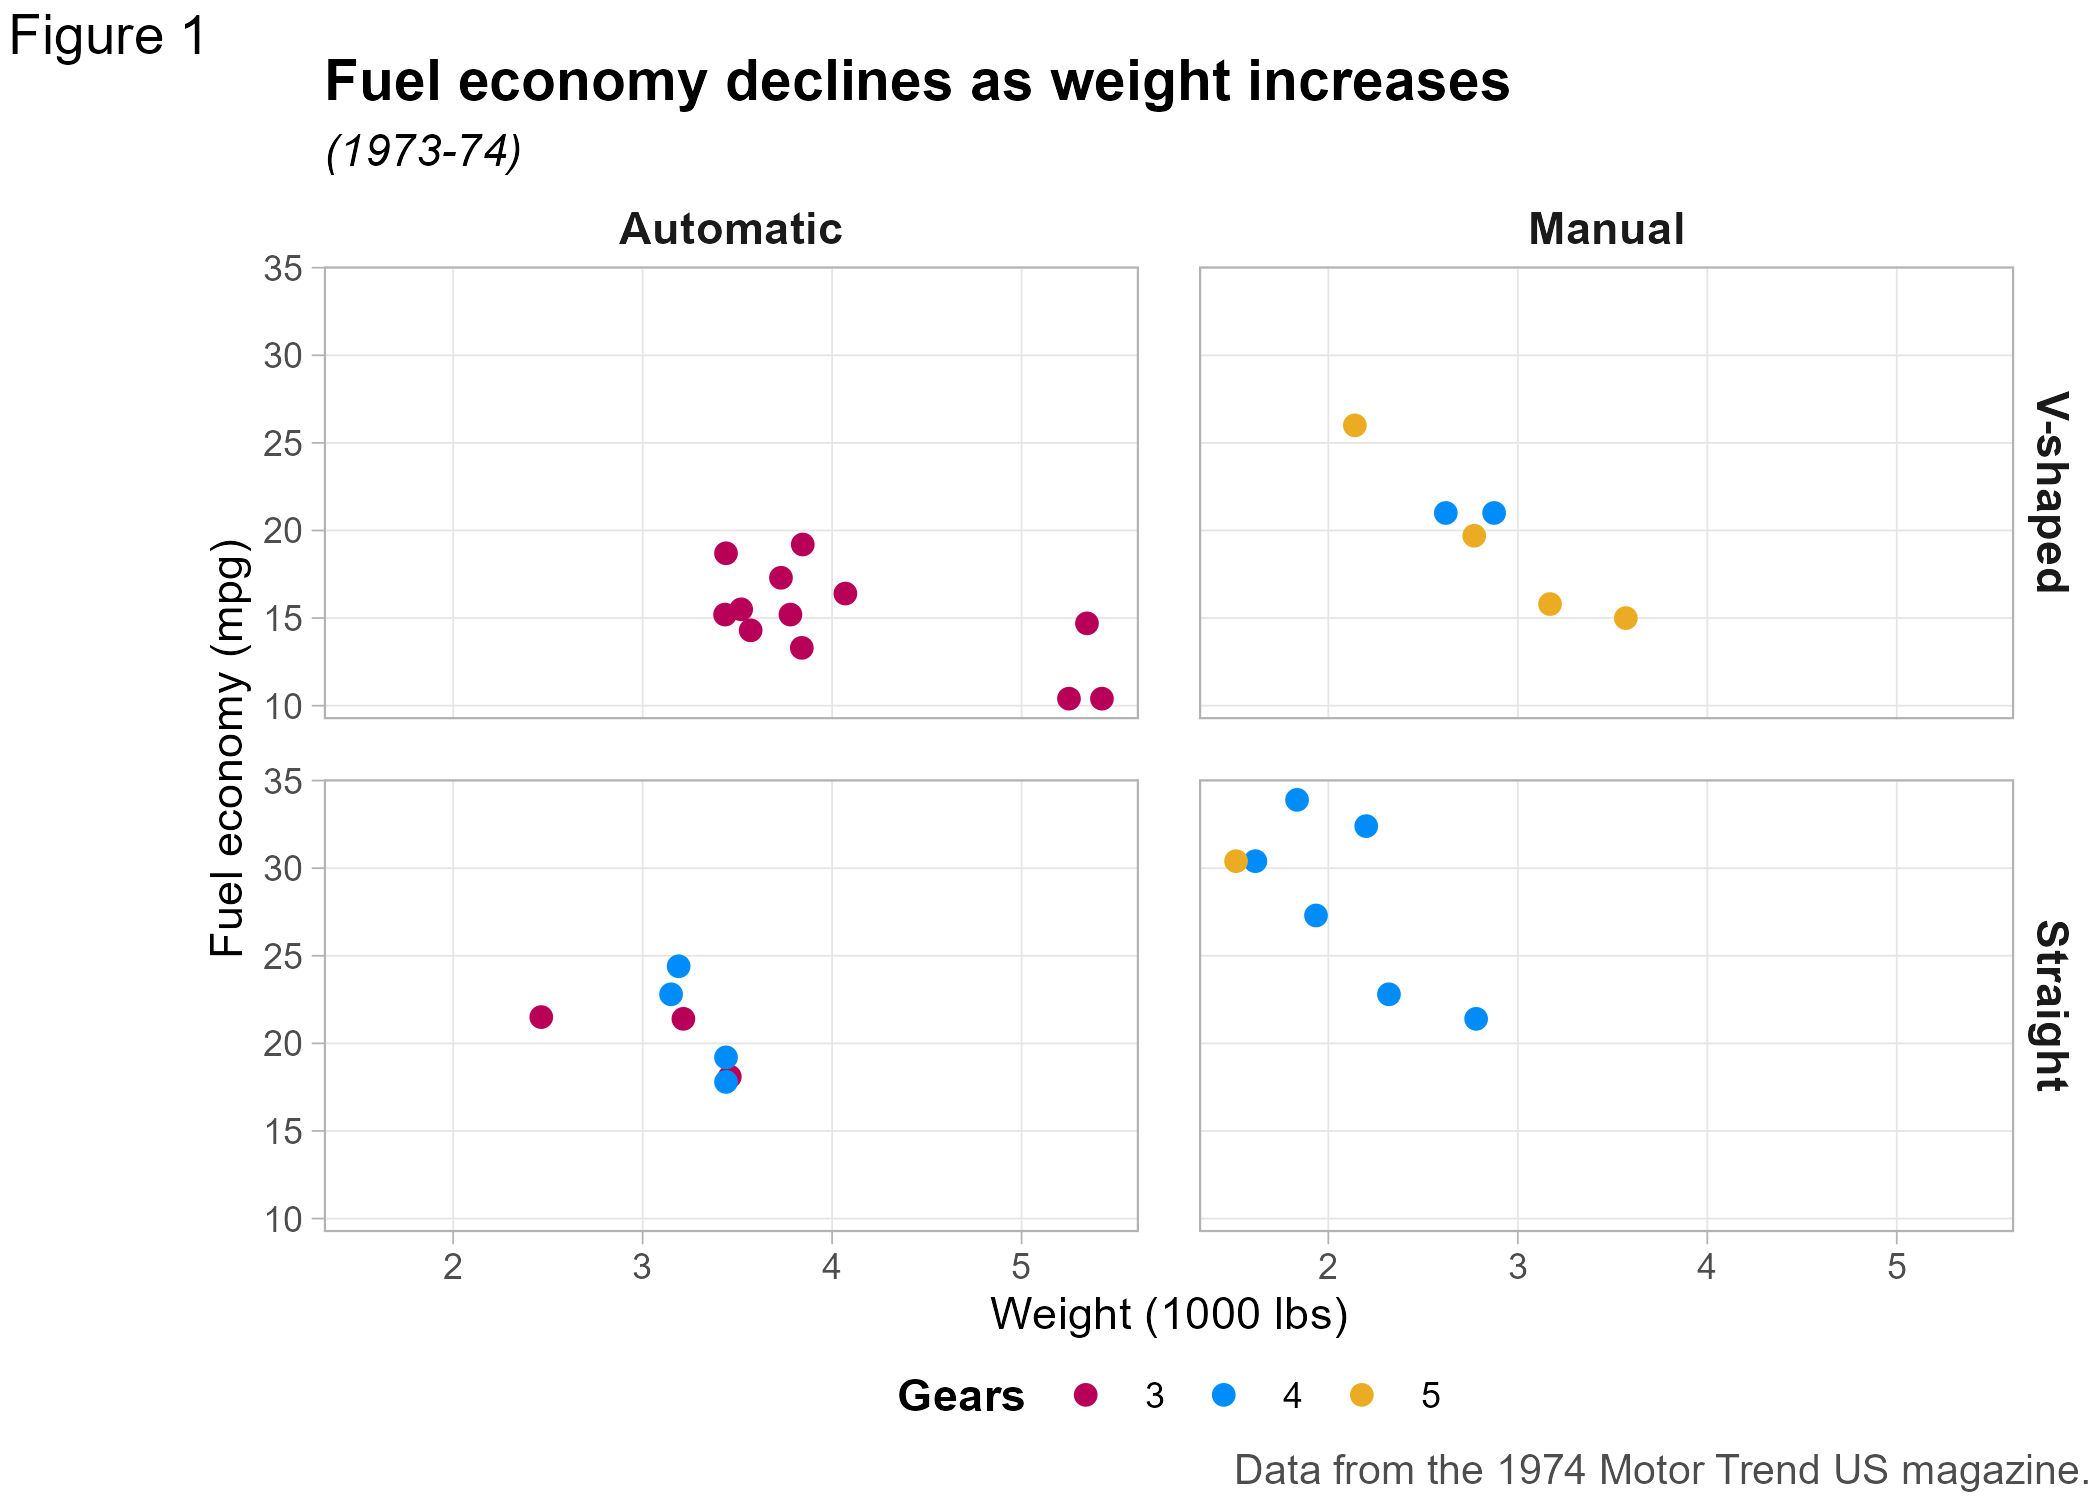 Figure 1
Fuel economy declines as weight increases
(1973-74)
Automatic
Manual
35
30
25
20
15
10
V-shaped
Fuel economy (mpg)
35
30
25
20
15
10
Straight
2 3 4 5
2 3 4 5
Weight (1000 lbs)
Gears 3 4 5
Data from the 1974 Motor Trend US magazine.